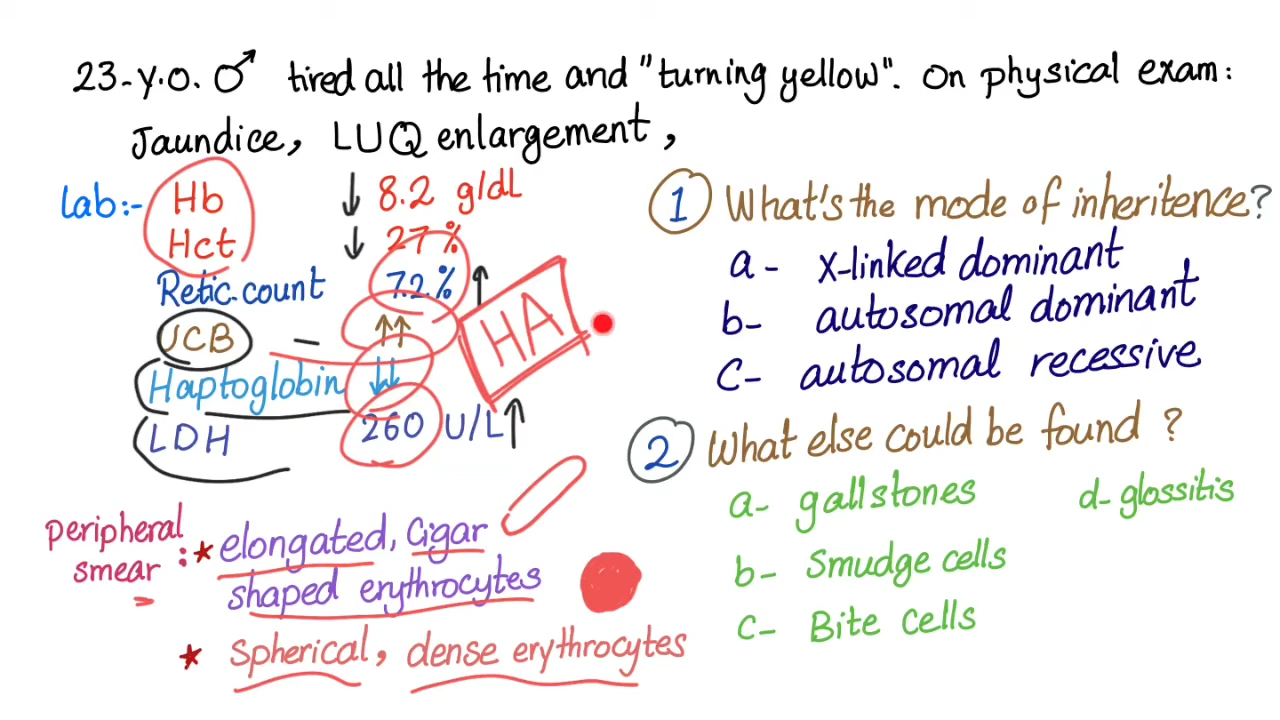 23-y.o. ♂ tired all the time and "turning yellow". On physical exam:
Jaundice, LUQ enlargement,
lab:- Hb ↓ 8.2 g/dL
Hct ↓ 27 %
Retic.count 7.2.% ↑
UCB – ↑↑
Haptoglobin ↓↓
LDH 260 U/L ↑
HA
peripheral smear : * elongated, Cigar
shaped erythrocytes
* Spherical, dense erythrocytes
1 What's the mode of inheritence?
a- X-linked dominant
b- autosomal dominant
c- autosomal recessive
2 What else could be found ?
a- gallstones d- glossitis
b- Smudge cells
c- Bite cells